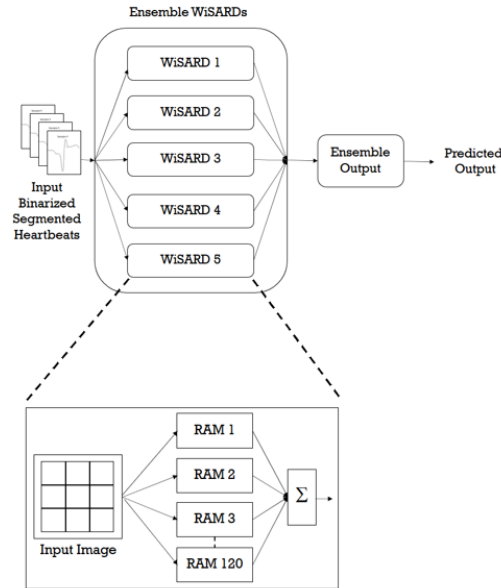 Ensemble WiSARDs
WiSARD 1
WiSARD 2
WiSARD 3
WiSARD 4
WiSARD 5
Input
Binarized
Segmented
Heartbeats
Ensemble
Output
Predicted
Output
RAM 1
RAM 2
RAM 3
RAM 120
Σ
Input Image